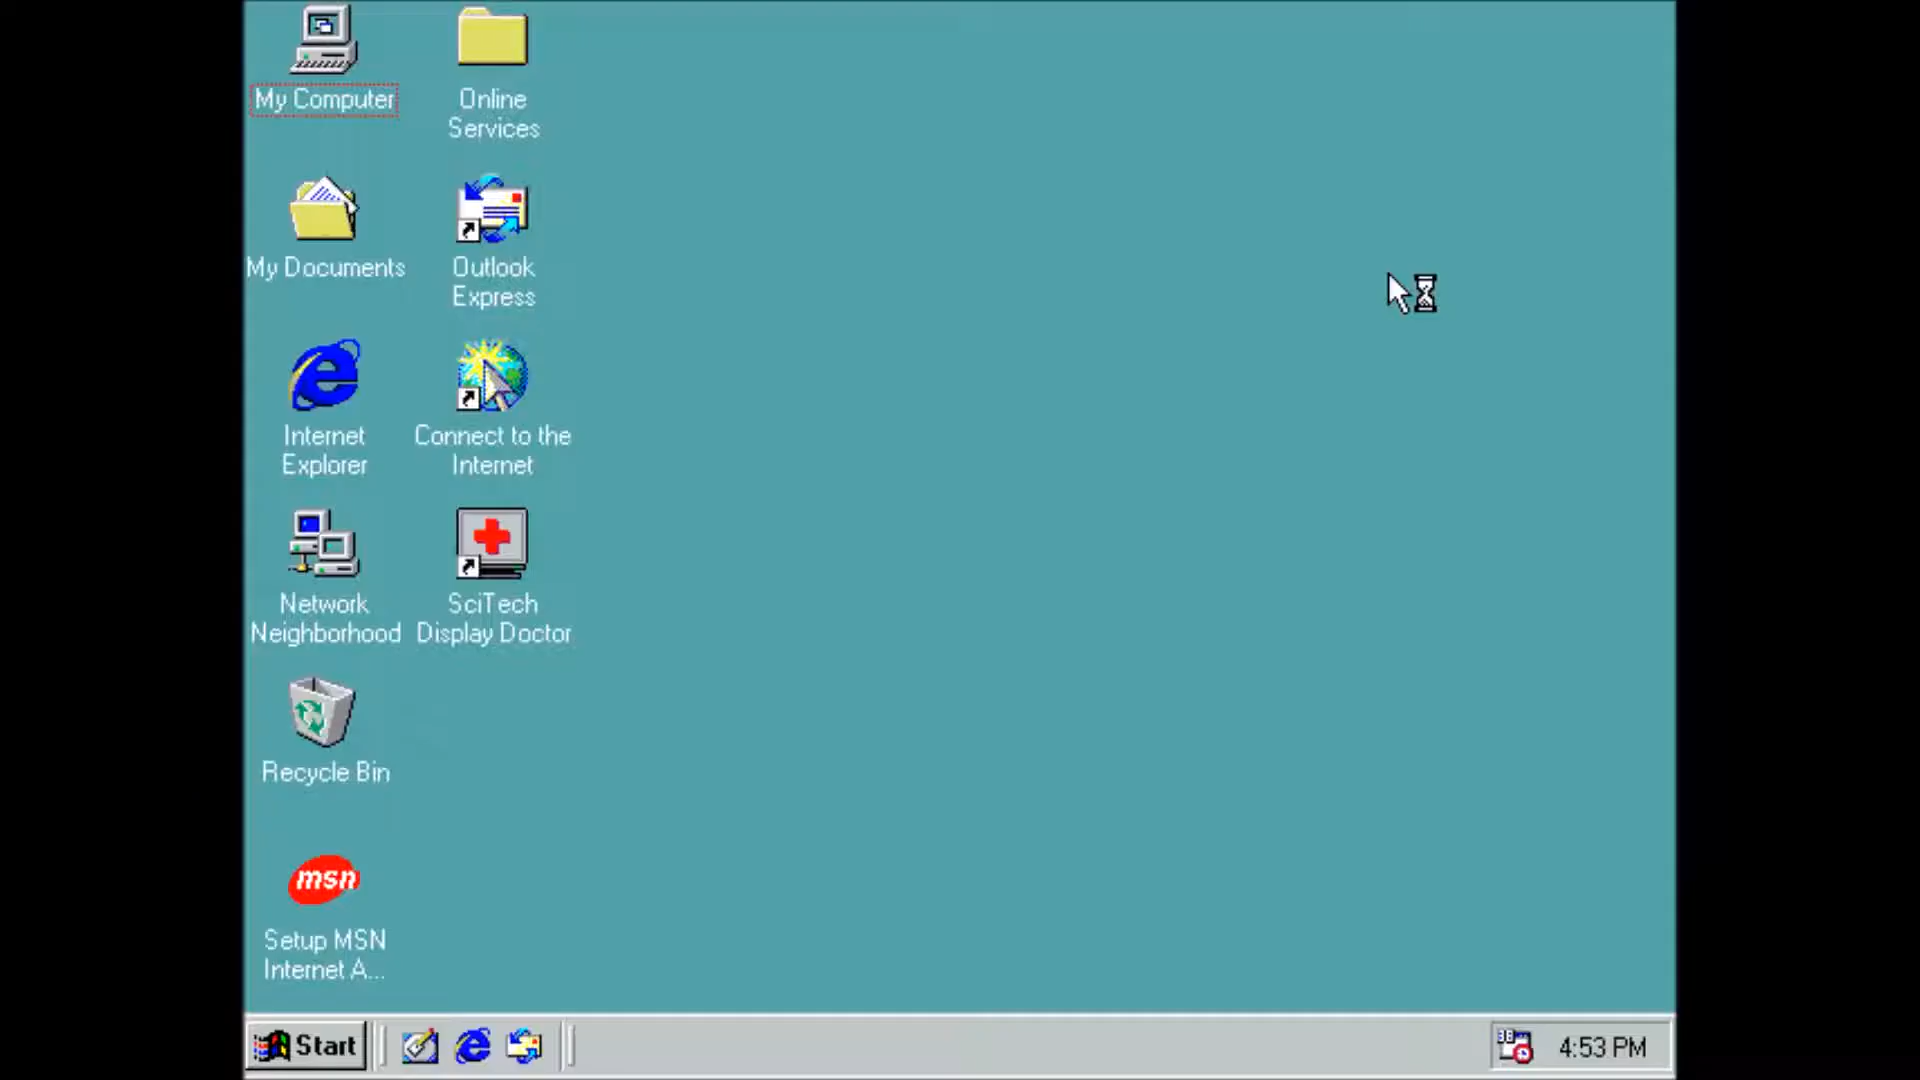 My Computer
Online
Services
My Documents
Outlook
Express
Internet
Explorer
Connect to the
Internet
Network
Neighborhood
SciTech
Display Doctor
Recycle Bin
msn
Setup MSN
Internet A...
Start
4:53 PM